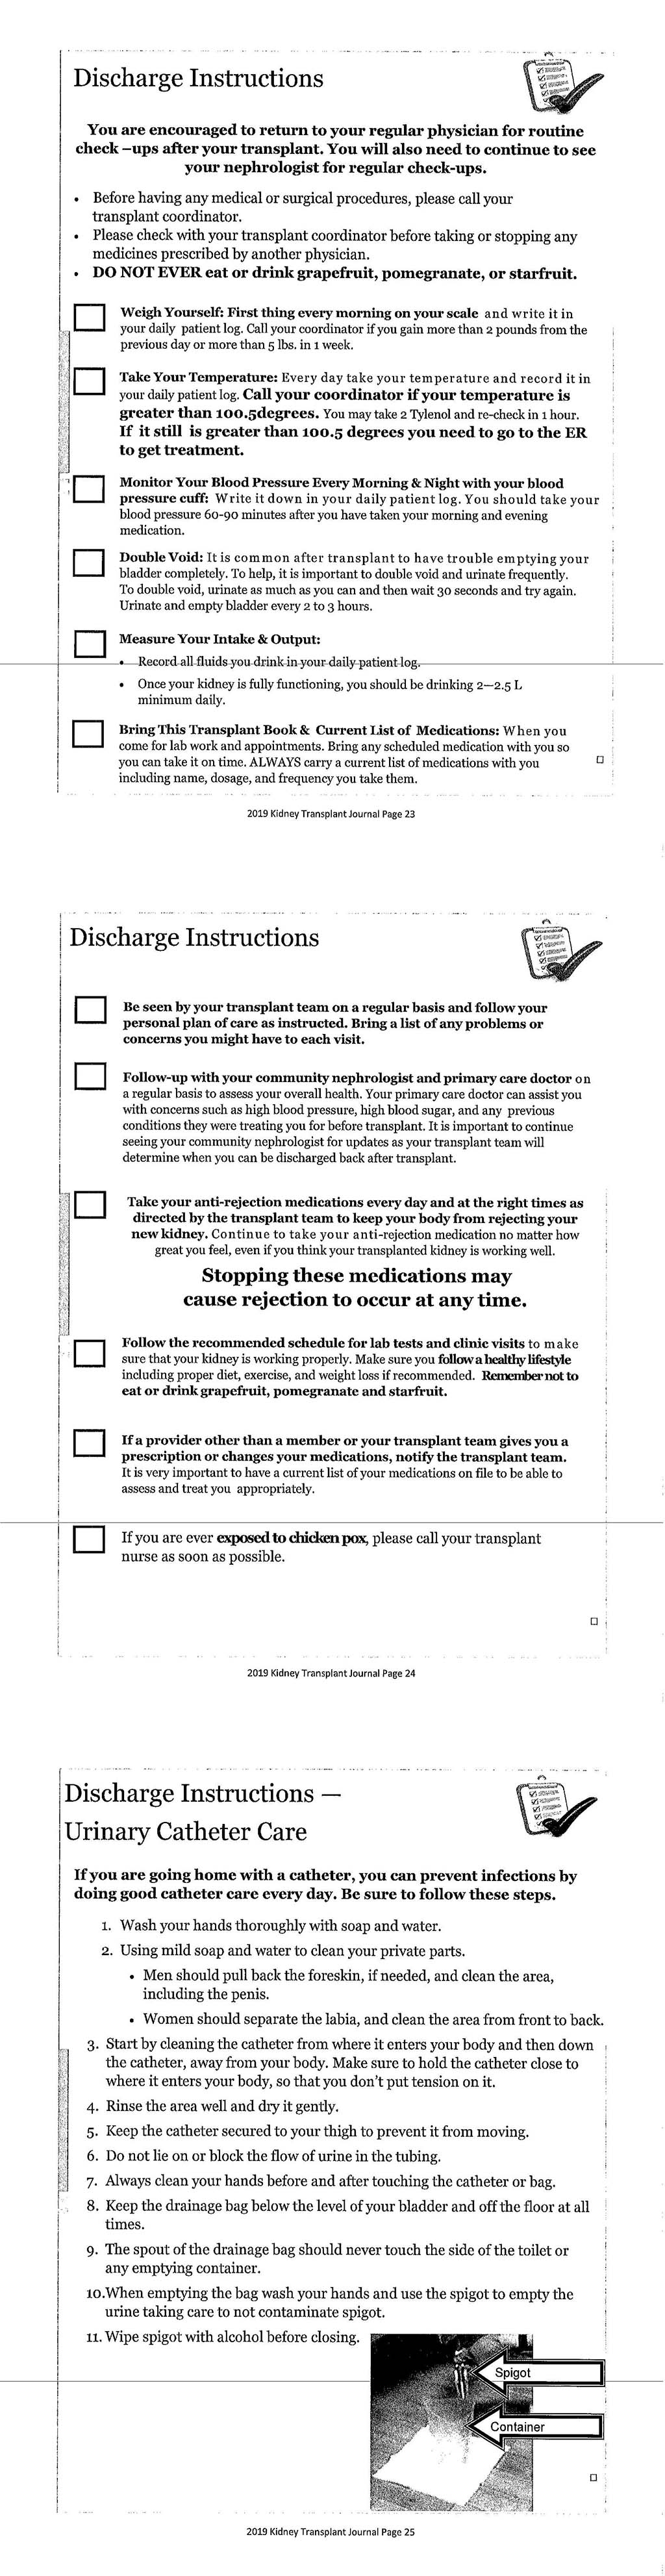 Discharge Instructions
You are encouraged to return to your regular physician for routine
check –ups after your transplant. You will also need to continue to see
your nephrologist for regular check-ups.
• Before having any medical or surgical procedures, please call your
transplant coordinator.
• Please check with your transplant coordinator before taking or stopping any
medicines prescribed by another physician.
• DO NOT EVER eat or drink grapefruit, pomegranate, or starfruit.
Weigh Yourself: First thing every morning on your scale and write it in
your daily patient log. Call your coordinator if you gain more than 2 pounds from the
previous day or more than 5 lbs. in 1 week.
Take Your Temperature: Every day take your temperature and record it in
your daily patient log. Call your coordinator if your temperature is
greater than 100.5degrees. You may take 2 Tylenol and re-check in 1 hour.
If it still is greater than 100.5 degrees you need to go to the ER
to get treatment.
Monitor Your Blood Pressure Every Morning & Night with your blood
pressure cuff: Write it down in your daily patient log. You should take your
blood pressure 60-90 minutes after you have taken your morning and evening
medication.
Double Void: It is common after transplant to have trouble emptying your
bladder completely. To help, it is important to double void and urinate frequently.
To double void, urinate as much as you can and then wait 30 seconds and try again.
Urinate and empty bladder every 2 to 3 hours.
Measure Your Intake & Output:
• Record all fluids you drink in your daily patient log.
• Once your kidney is fully functioning, you should be drinking 2—2.5 L
minimum daily.
Bring This Transplant Book & Current List of Medications: When you
come for lab work and appointments. Bring any scheduled medication with you so
you can take it on time. ALWAYS carry a current list of medications with you
including name, dosage, and frequency you take them.
2019 Kidney Transplant Journal Page 23
Discharge Instructions
Be seen by your transplant team on a regular basis and follow your
personal plan of care as instructed. Bring a list of any problems or
concerns you might have to each visit.
Follow-up with your community nephrologist and primary care doctor on
a regular basis to assess your overall health. Your primary care doctor can assist you
with concerns such as high blood pressure, high blood sugar, and any previous
conditions they were treating you for before transplant. It is important to continue
seeing your community nephrologist for updates as your transplant team will
determine when you can be discharged back after transplant.
Take your anti-rejection medications every day and at the right times as
directed by the transplant team to keep your body from rejecting your
new kidney. Continue to take your anti-rejection medication no matter how
great you feel, even if you think your transplanted kidney is working well.
Stopping these medications may
cause rejection to occur at any time.
Follow the recommended schedule for lab tests and clinic visits to make
sure that your kidney is working properly. Make sure you follow a healthy lifestyle
including proper diet, exercise, and weight loss if recommended. Remember not to
eat or drink grapefruit, pomegranate and starfruit.
If a provider other than a member or your transplant team gives you a
prescription or changes your medications, notify the transplant team.
It is very important to have a current list of your medications on file to be able to
assess and treat you appropriately.
If you are ever exposed to chicken pox, please call your transplant
nurse as soon as possible.
2019 Kidney Transplant Journal Page 24
Discharge Instructions —
Urinary Catheter Care
If you are going home with a catheter, you can prevent infections by
doing good catheter care every day. Be sure to follow these steps.
1. Wash your hands thoroughly with soap and water.
2. Using mild soap and water to clean your private parts.
• Men should pull back the foreskin, if needed, and clean the area,
including the penis.
• Women should separate the labia, and clean the area from front to back.
3. Start by cleaning the catheter from where it enters your body and then down
the catheter, away from your body. Make sure to hold the catheter close to
where it enters your body, so that you don't put tension on it.
4. Rinse the area well and dry it gently.
5. Keep the catheter secured to your thigh to prevent it from moving.
6. Do not lie on or block the flow of urine in the tubing.
7. Always clean your hands before and after touching the catheter or bag.
8. Keep the drainage bag below the level of your bladder and off the floor at all
times.
9. The spout of the drainage bag should never touch the side of the toilet or
any emptying container.
10.When emptying the bag wash your hands and use the spigot to empty the
urine taking care to not contaminate spigot.
11. Wipe spigot with alcohol before closing.
Spigot
Container
2019 Kidney Transplant Journal Page 25